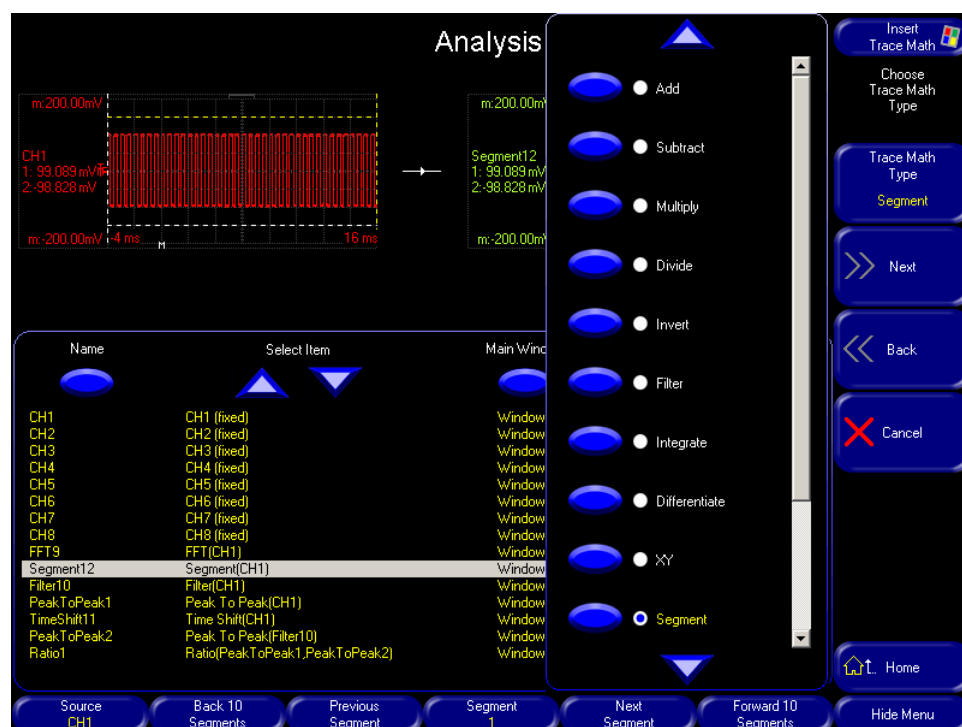 Analysis
m:200.00mV
CH1
1: 99.089 mV
2:-98.828 mV
m:-200.00mV
-4 ms
M
16 ms
m:200.00mV
Segment12
1: 99.089 mV
2:-98.828 mV
m:-200.00mV
Name Select Item
CH1 CH1 (fixed) Window
CH2 CH2 (fixed) Window
CH3 CH3 (fixed) Window
CH4 CH4 (fixed) Window
CH5 CH5 (fixed) Window
CH6 CH6 (fixed) Window
CH7 CH7 (fixed) Window
CH8 CH8 (fixed) Window
FFT9 FFT(CH1) Window
Segment12 Segment(CH1) Window
Filter10 Filter(CH1) Window
PeakToPeak1 Peak To Peak(CH1) Window
TimeShift11 Time Shift(CH1) Window
PeakToPeak2 Peak To Peak(Filter10) Window
Ratio1 Ratio(PeakToPeak1,PeakToPeak2) Window
Main Wind
Add
Subtract
Multiply
Divide
Invert
Filter
Integrate
Differentiate
XY
Segment
Insert
Trace Math
Choose
Trace Math
Type
Trace Math
Type
Segment
Next
Back
Cancel
Home
Hide Menu
Source
CH1
Back 10
Segments
Previous
Segment
Segment
1
Next
Segment
Forward 10
Segments